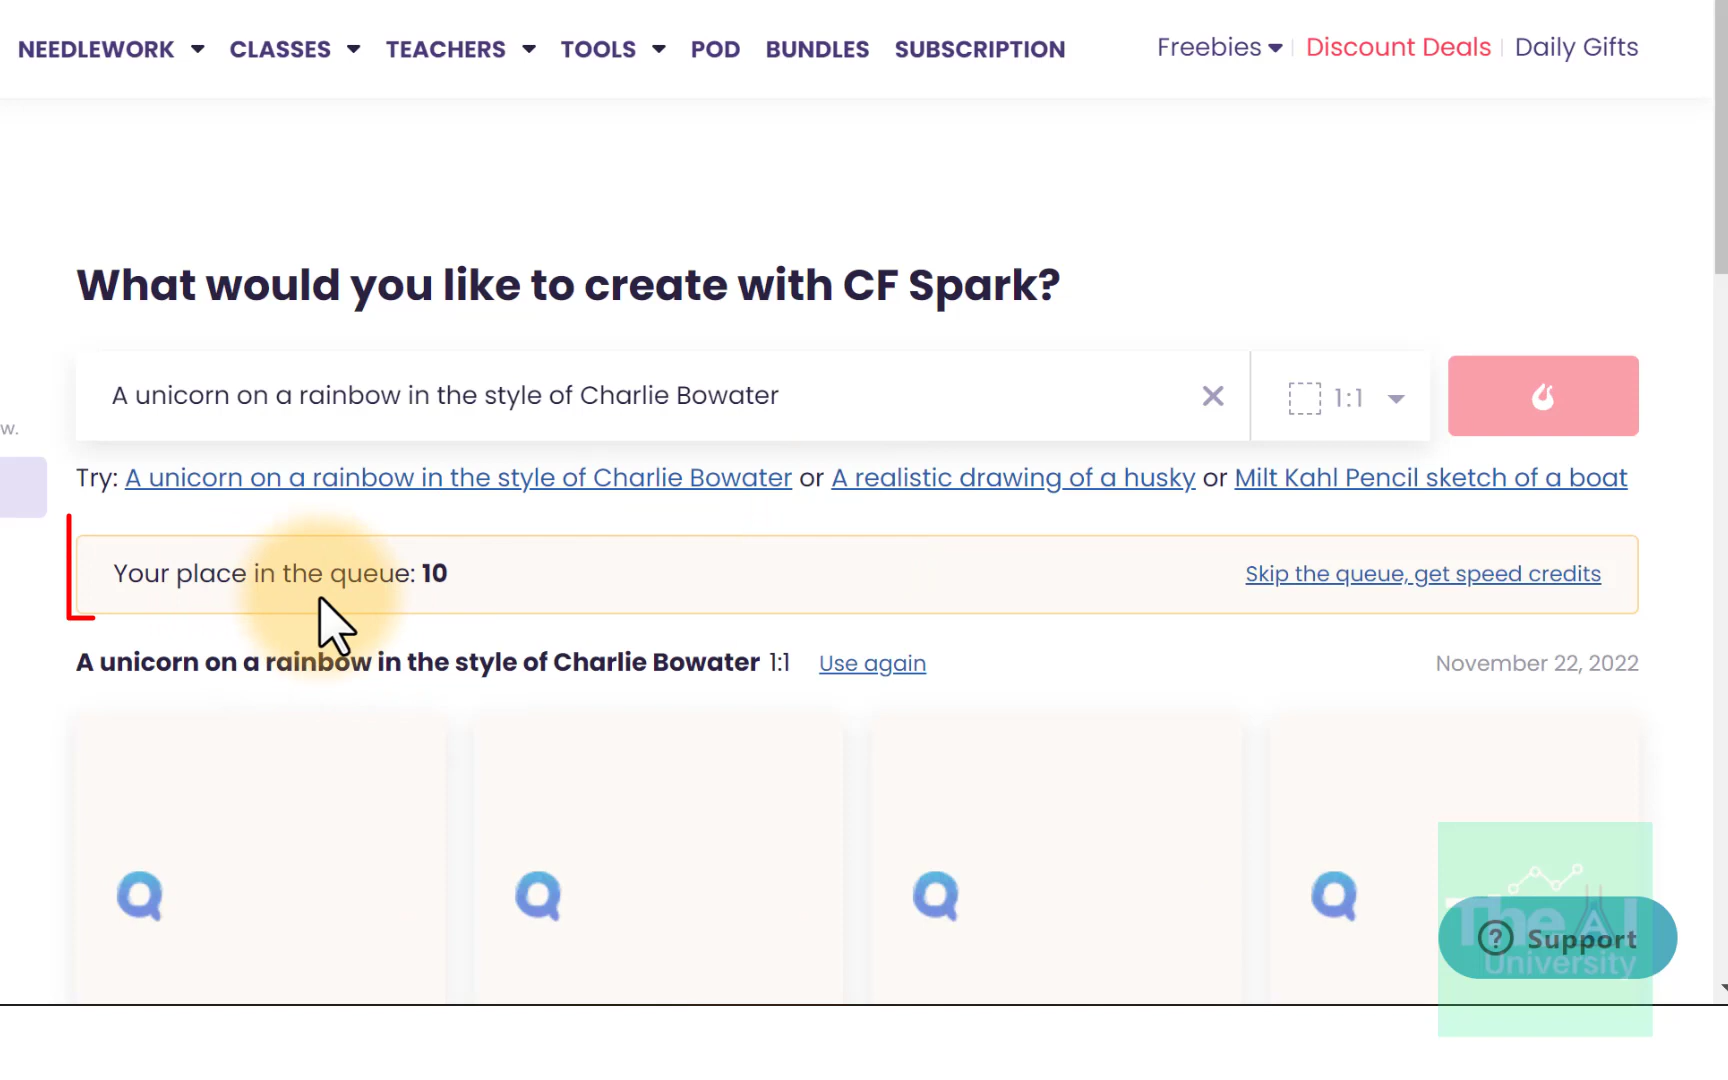 NEEDLEWORK CLASSES TEACHERS TOOLS POD BUNDLES SUBSCRIPTION Freebies Discount Deals Daily Gifts
What would you like to create with CF Spark?
A unicorn on a rainbow in the style of Charlie Bowater 1:1
w.
Try: A unicorn on a rainbow in the style of Charlie Bowater or A realistic drawing of a husky or Milt Kahl Pencil sketch of a boat
Your place in the queue: 10 Skip the queue, get speed credits
A unicorn on a rainbow in the style of Charlie Bowater 1:1 Use again November 22, 2022
The AI
? Support
University